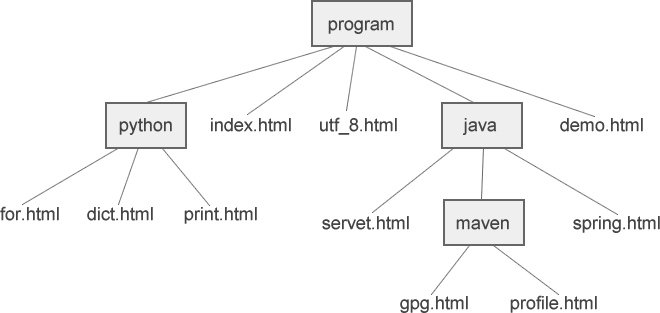 program
python
index.html
utf_8.html
java
demo.html
for.html
dict.html
print.html
servet.html
maven
spring.html
gpg.html
profile.html